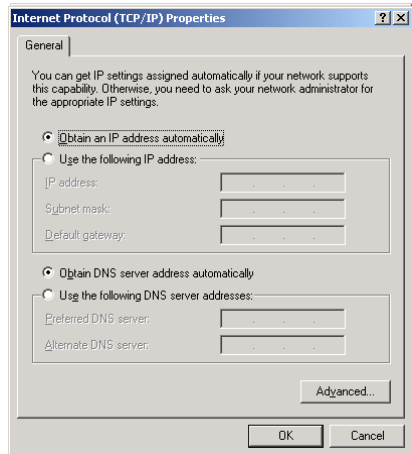 Internet Protocol (TCP/IP) Properties
General
You can get IP settings assigned automatically if your network supports
this capability. Otherwise, you need to ask your network administrator for
the appropriate IP settings.
Obtain an IP address automatically
Use the following IP address:
IP address:
Subnet mask:
Default gateway:
Obtain DNS server address automatically
Use the following DNS server addresses:
Preferred DNS server:
Alternate DNS server:
Advanced...
OK Cancel